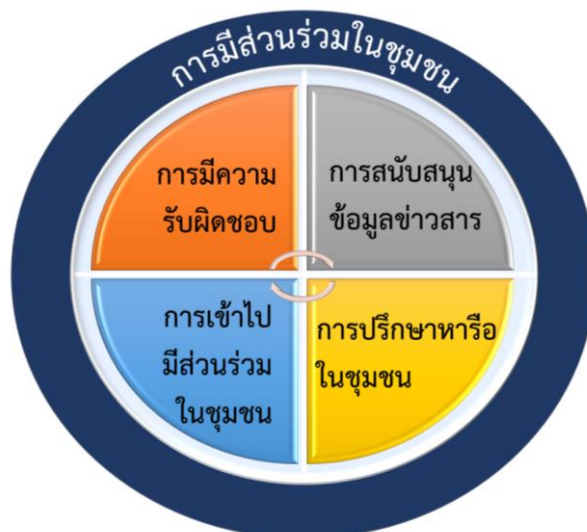 การมีส่วนร่วมในชุมชน
การมีความ
รับผิดชอบ
การสนับสนุน
ข้อมูลข่าวสาร
การเข้าไป
มีส่วนร่วม
ในชุมชน
การปรึกษาหารือ
ในชุมชน